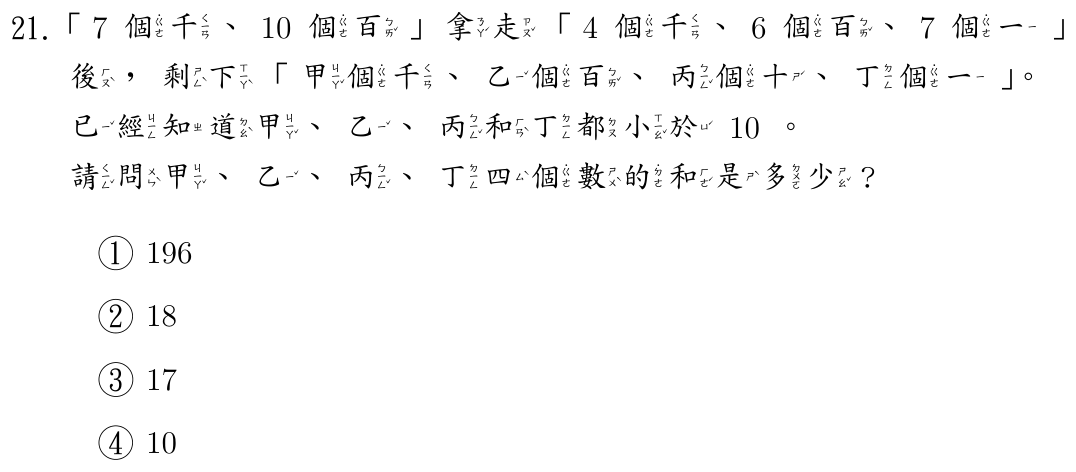 21.「 7 個千、 10 個百 」 拿走 「 4 個千、 6 個百、 7 個一 」
後， 剩下 「 甲個千 、 乙個百、 丙個十、 丁個一 」。
已經知道甲、 乙、 丙和丁都小於 10 。
請問甲、 乙、 丙、 丁四個數的和是多少？
① 196
② 18
③ 17
④ 10